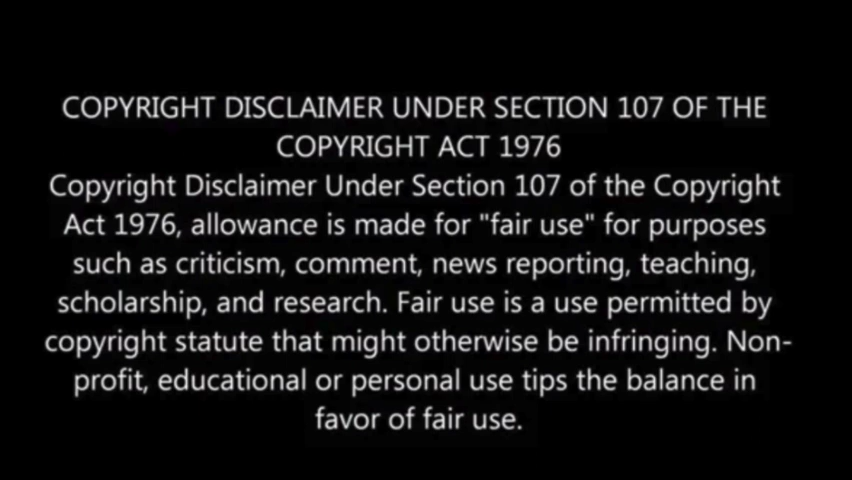 COPYRIGHT DISCLAIMER UNDER SECTION 107 OF THE
COPYRIGHT ACT 1976
Copyright Disclaimer Under Section 107 of the Copyright
Act 1976, allowance is made for "fair use" for purposes
such as criticism, comment, news reporting, teaching,
scholarship, and research. Fair use is a use permitted by
copyright statute that might otherwise be infringing. Non-
profit, educational or personal use tips the balance in
favor of fair use.